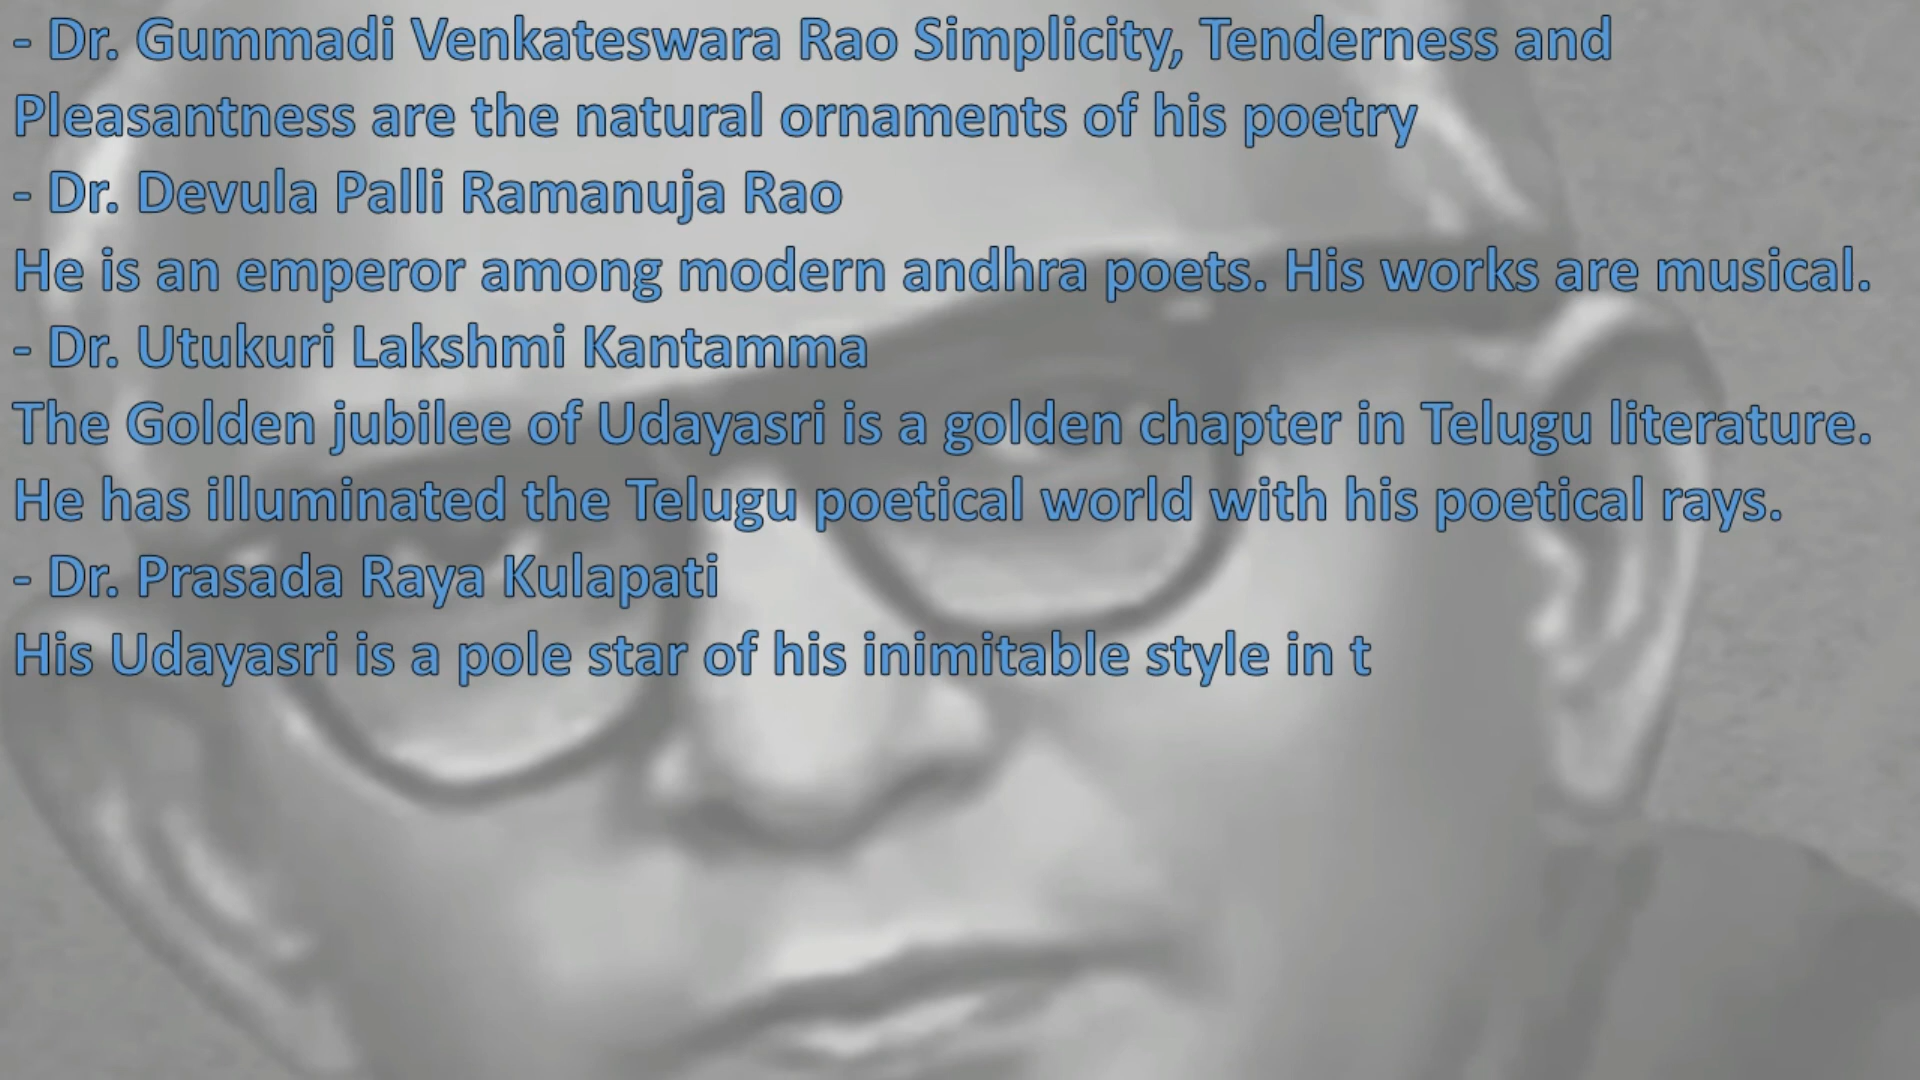 - Dr. Gummadi Venkateswara Rao Simplicity, Tenderness and
Pleasantness are the natural ornaments of his poetry
- Dr. Devula Palli Ramanuja Rao
He is an emperor among modern andhra poets. His works are musical.
- Dr. Utukuri Lakshmi Kantamma
The Golden jubilee of Udayasri is a golden chapter in Telugu literature.
He has illuminated the Telugu poetical world with his poetical rays.
- Dr. Prasada Raya Kulapati
His Udayasri is a pole star of his inimitable style in t